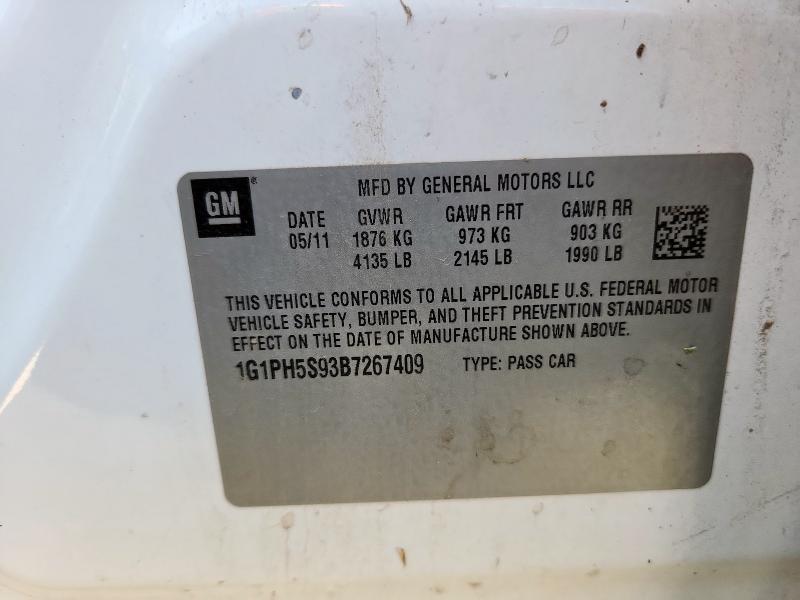 GM®
MFD BY GENERAL MOTORS LLC
DATE GVWR GAWR FRT GAWR RR
05/11 1876 KG 973 KG 903 KG
4135 LB 2145 LB 1990 LB
THIS VEHICLE CONFORMS TO ALL APPLICABLE U.S. FEDERAL MOTOR
VEHICLE SAFETY, BUMPER, AND THEFT PREVENTION STANDARDS IN
EFFECT ON THE DATE OF MANUFACTURE SHOWN ABOVE.
1G1PH5S93B7267409 TYPE: PASS CAR